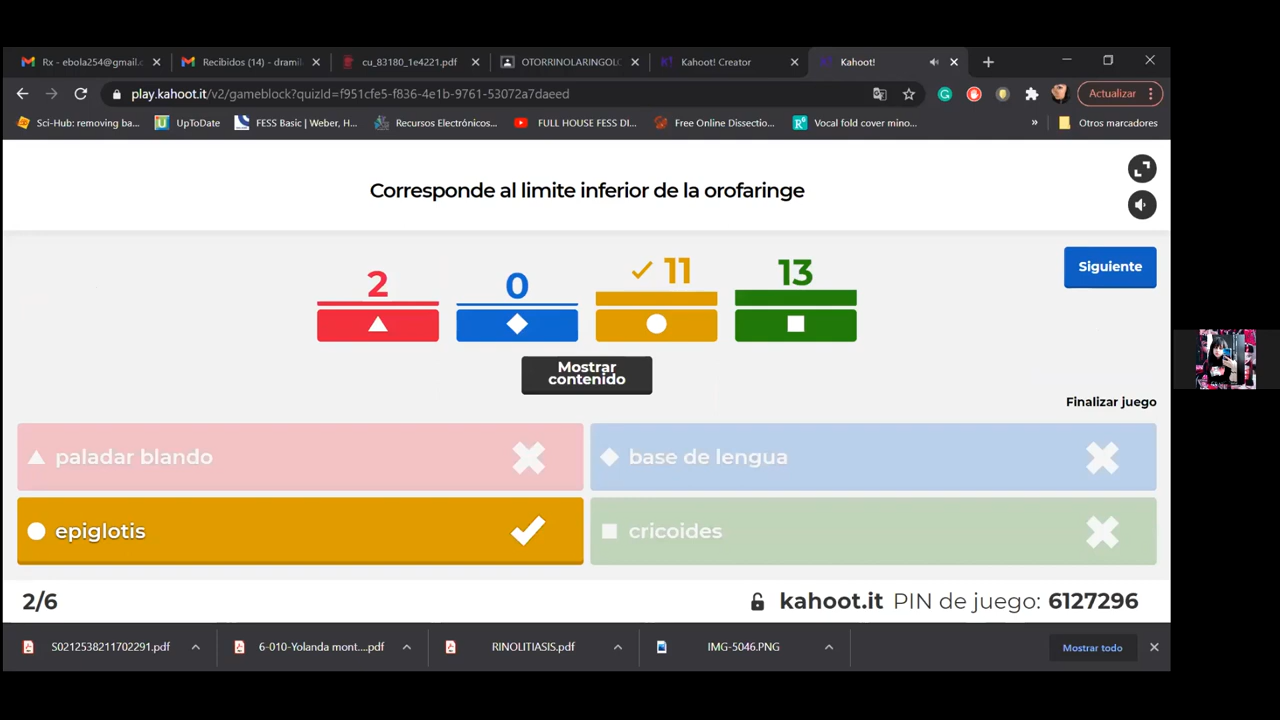 Rx - ebola254@gmail.c
Recibidos (14) - dramil
cu_83180_1e4221.pdf
OTORRINOLARINGOLO
Kahoot! Creator
Kahoot!
play.kahoot.it/v2/gameblock?quizId=f951cfe5-f836-4e1b-9761-53072a7daeed
Actualizar
Sci-Hub: removing ba...
UpToDate
FESS Basic | Weber, H...
Recursos Electrónicos...
FULL HOUSE FESS DI...
Free Online Dissectio...
Vocal fold cover mino...
»
Otros marcadores
Corresponde al limite inferior de la orofaringe
2
0
11
13
Siguiente
Mostrar
contenido
Finalizar juego
paladar blando
base de lengua
epiglotis
cricoides
2/6
kahoot.it PIN de juego: 6127296
S0212538211702291.pdf
6-010-Yolanda mont....pdf
RINOLITIASIS.pdf
IMG-5046.PNG
Mostrar todo